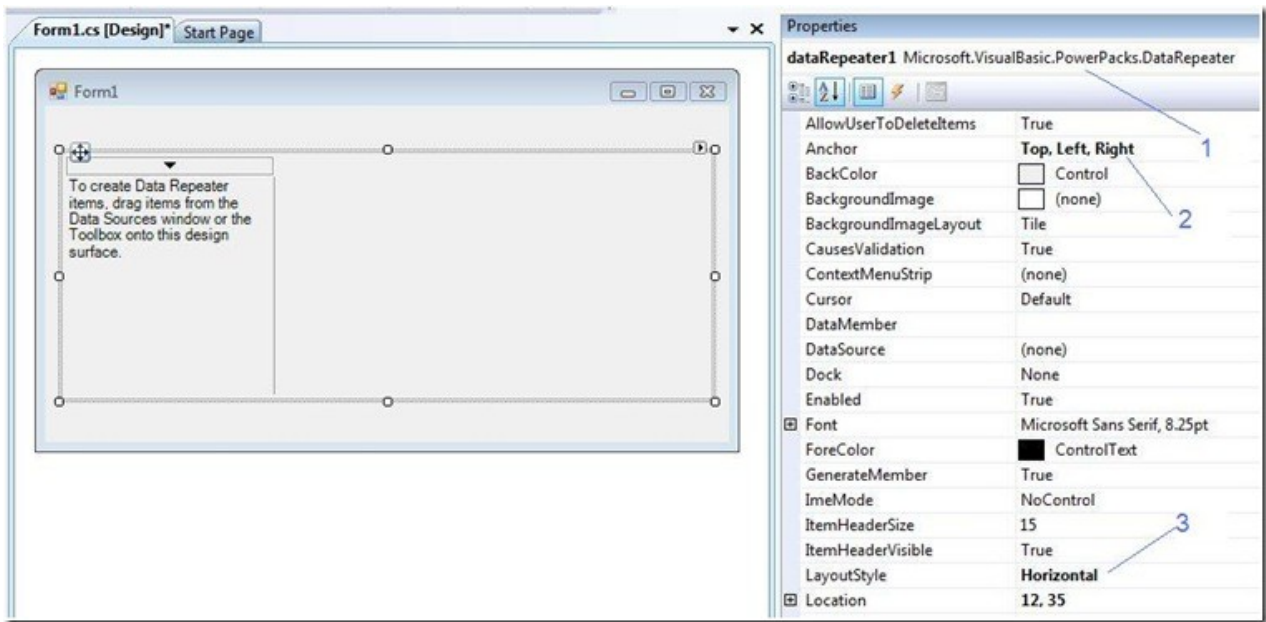 Form1.cs [Design]* Start Page
Form1
To create Data Repeater
items, drag items from the
Data Sources window or the
Toolbox onto this design
surface.
Properties
dataRepeater1 Microsoft.VisualBasic.PowerPacks.DataRepeater
AllowUserToDeleteItems True
1
Anchor Top, Left, Right
BackColor Control
BackgroundImage (none)
2
BackgroundImageLayout Tile
CausesValidation True
ContextMenuStrip (none)
Cursor Default
DataMember
DataSource (none)
Dock None
Enabled True
Font Microsoft Sans Serif, 8.25pt
ForeColor ControlText
GenerateMember True
ImeMode NoControl
ItemHeaderSize 15
3
ItemHeaderVisible True
LayoutStyle Horizontal
Location 12, 35